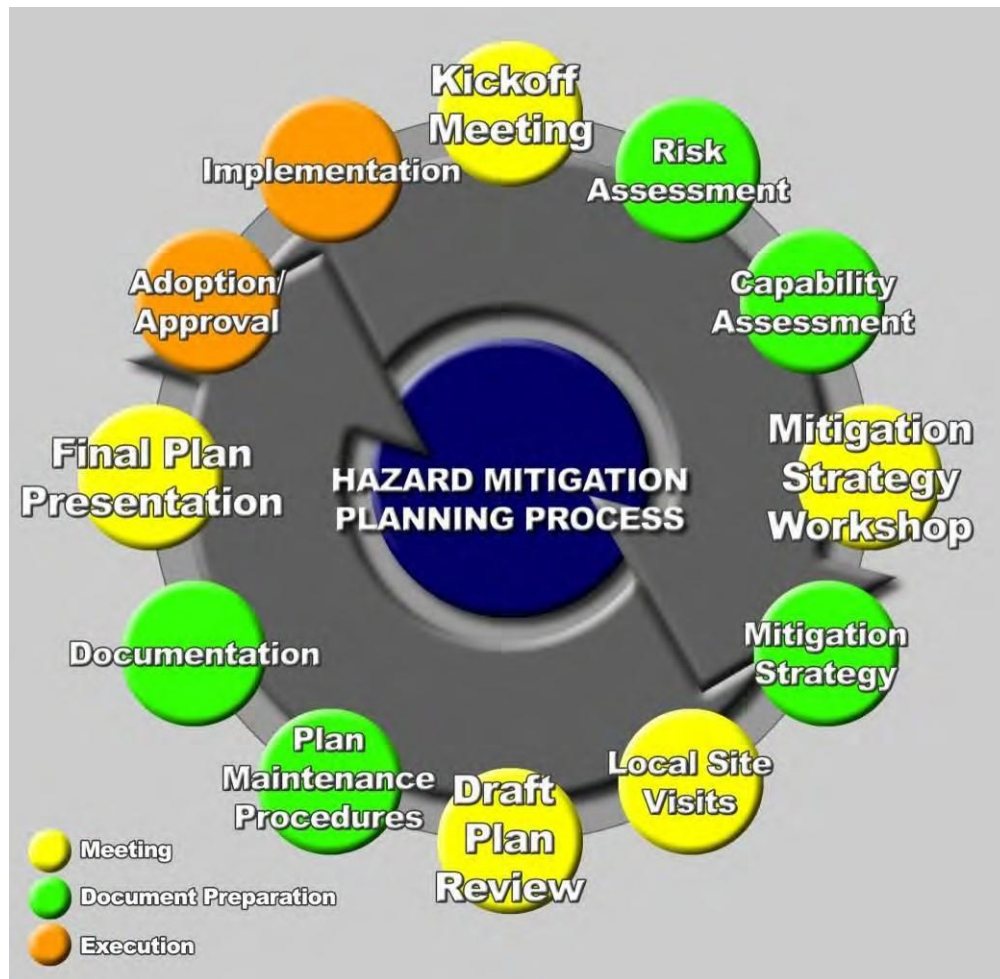 Kickoff
Meeting
Risk
Assessment
Capability
Assessment
Mitigation
Strategy
Workshop
Mitigation
Strategy
Local Site
Visits
Draft
Plan
Review
Plan
Maintenance
Procedures
Documentation
Final Plan
Presentation
Adoption/
Approval
Implementation
HAZARD MITIGATION
PLANNING PROCESS
Meeting
Document Preparation
Execution